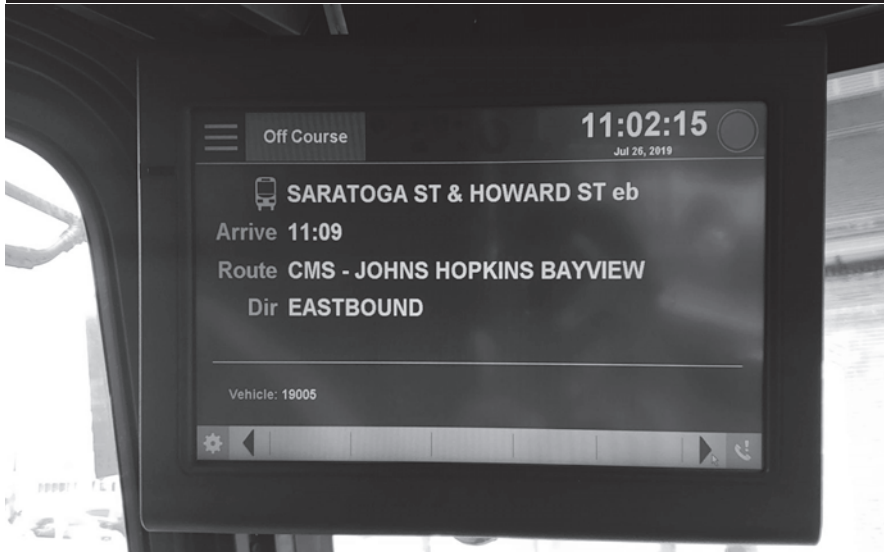 Off Course
11:02:15
Jul 26, 2019
SARATOGA ST & HOWARD ST eb
Arrive 11:09
Route CMS - JOHNS HOPKINS BAYVIEW
Dir EASTBOUND
Vehicle: 19005